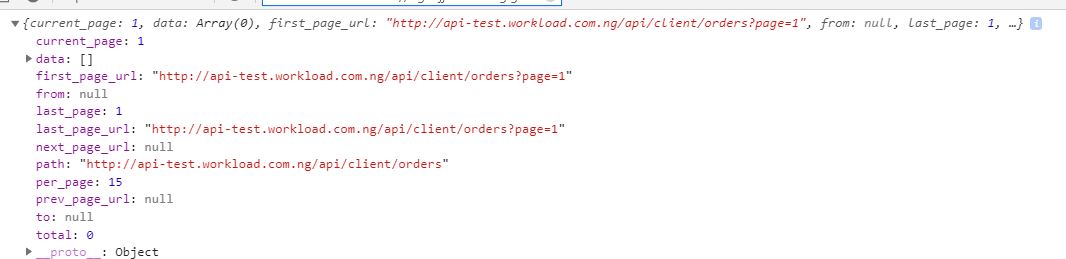 {current_page: 1, data: Array(0), first_page_url: "http://api-test.workload.com.ng/api/client/orders?page=1", from: null, last_page: 1, …} i
current_page: 1
data: []
first_page_url: "http://api-test.workload.com.ng/api/client/orders?page=1"
from: null
last_page: 1
last_page_url: "http://api-test.workload.com.ng/api/client/orders?page=1"
next_page_url: null
path: "http://api-test.workload.com.ng/api/client/orders"
per_page: 15
prev_page_url: null
to: null
total: 0
__proto__: Object